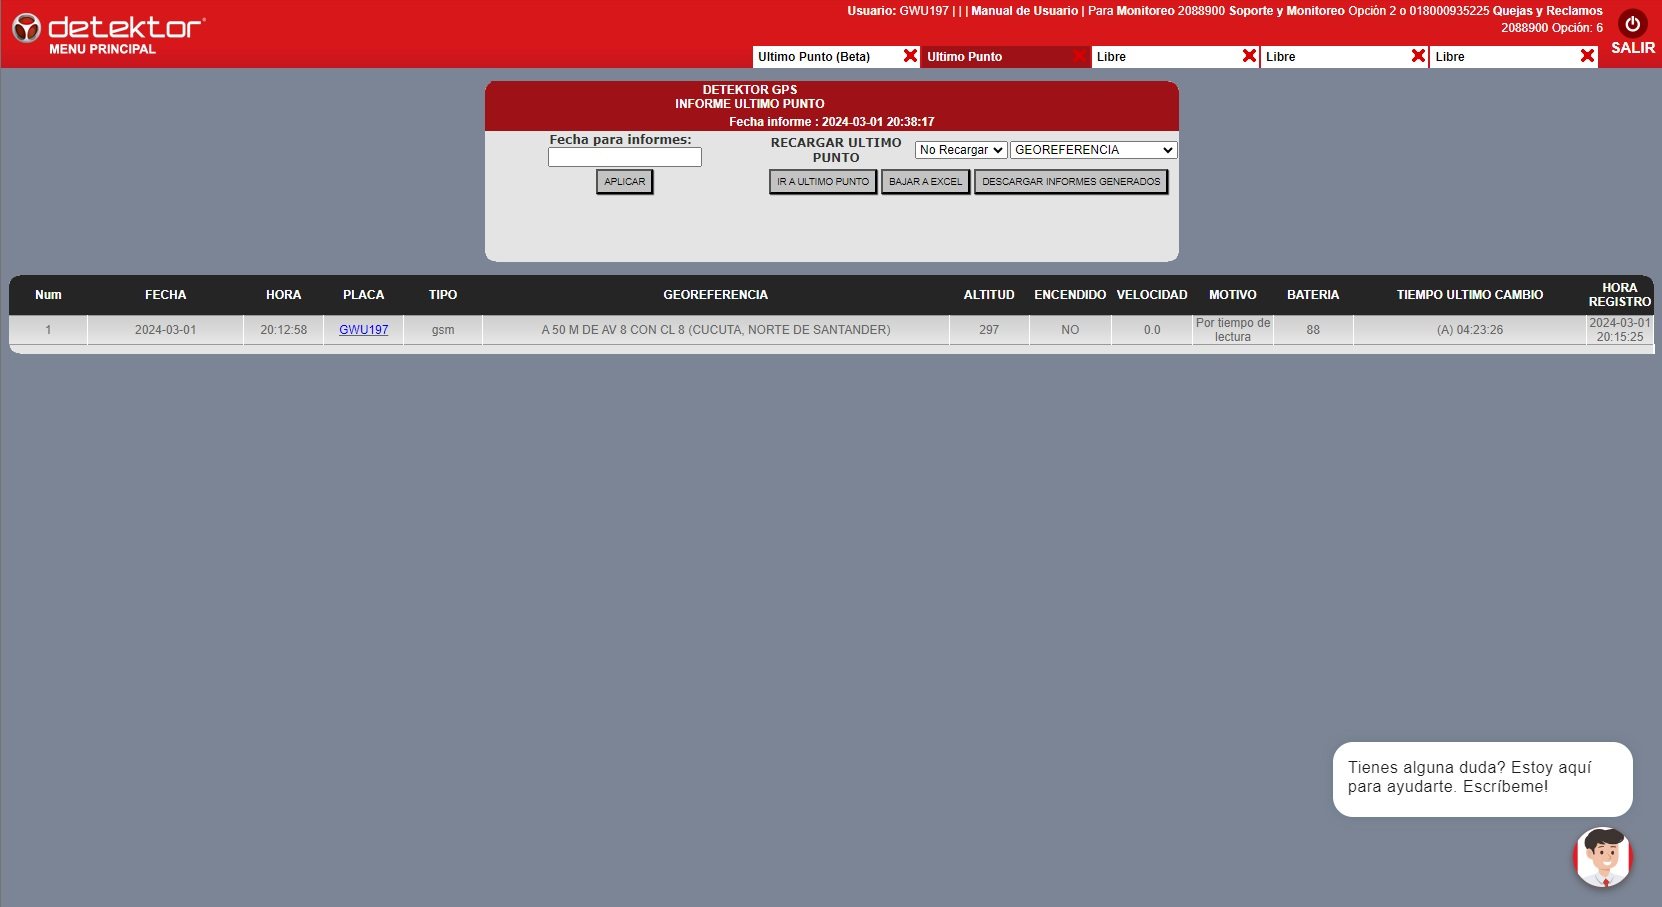 detektor
MENU PRINCIPAL
Usuario: GWU197 | | | Manual de Usuario | Para Monitoreo 2088900 Soporte y Monitoreo Opción 2 o 018000935225 Quejas y Reclamos
2088900 Opción: 6
SALIR
Ultimo Punto (Beta) Ultimo Punto Libre Libre Libre
DETEKTOR GPS
INFORME ULTIMO PUNTO
Fecha informe : 2024-03-01 20:38:17
Fecha para informes:
RECARGAR ULTIMO
PUNTO
No Recargar GEOREFERENCIA
APLICAR IR A ULTIMO PUNTO BAJAR A EXCEL DESCARGAR INFORMES GENERADOS
Num FECHA HORA PLACA TIPO GEOREFERENCIA ALTITUD ENCENDIDO VELOCIDAD MOTIVO BATERIA TIEMPO ULTIMO CAMBIO HORA
REGISTRO
1 2024-03-01 20:12:58 GWU197 gsm A 50 M DE AV 8 CON CL 8 (CUCUTA, NORTE DE SANTANDER) 297 NO 0.0 Por tiempo de
lectura 88 (A) 04:23:26 2024-03-01
20:15:25
Tienes alguna duda? Estoy aquí
para ayudarte. Escríbeme!